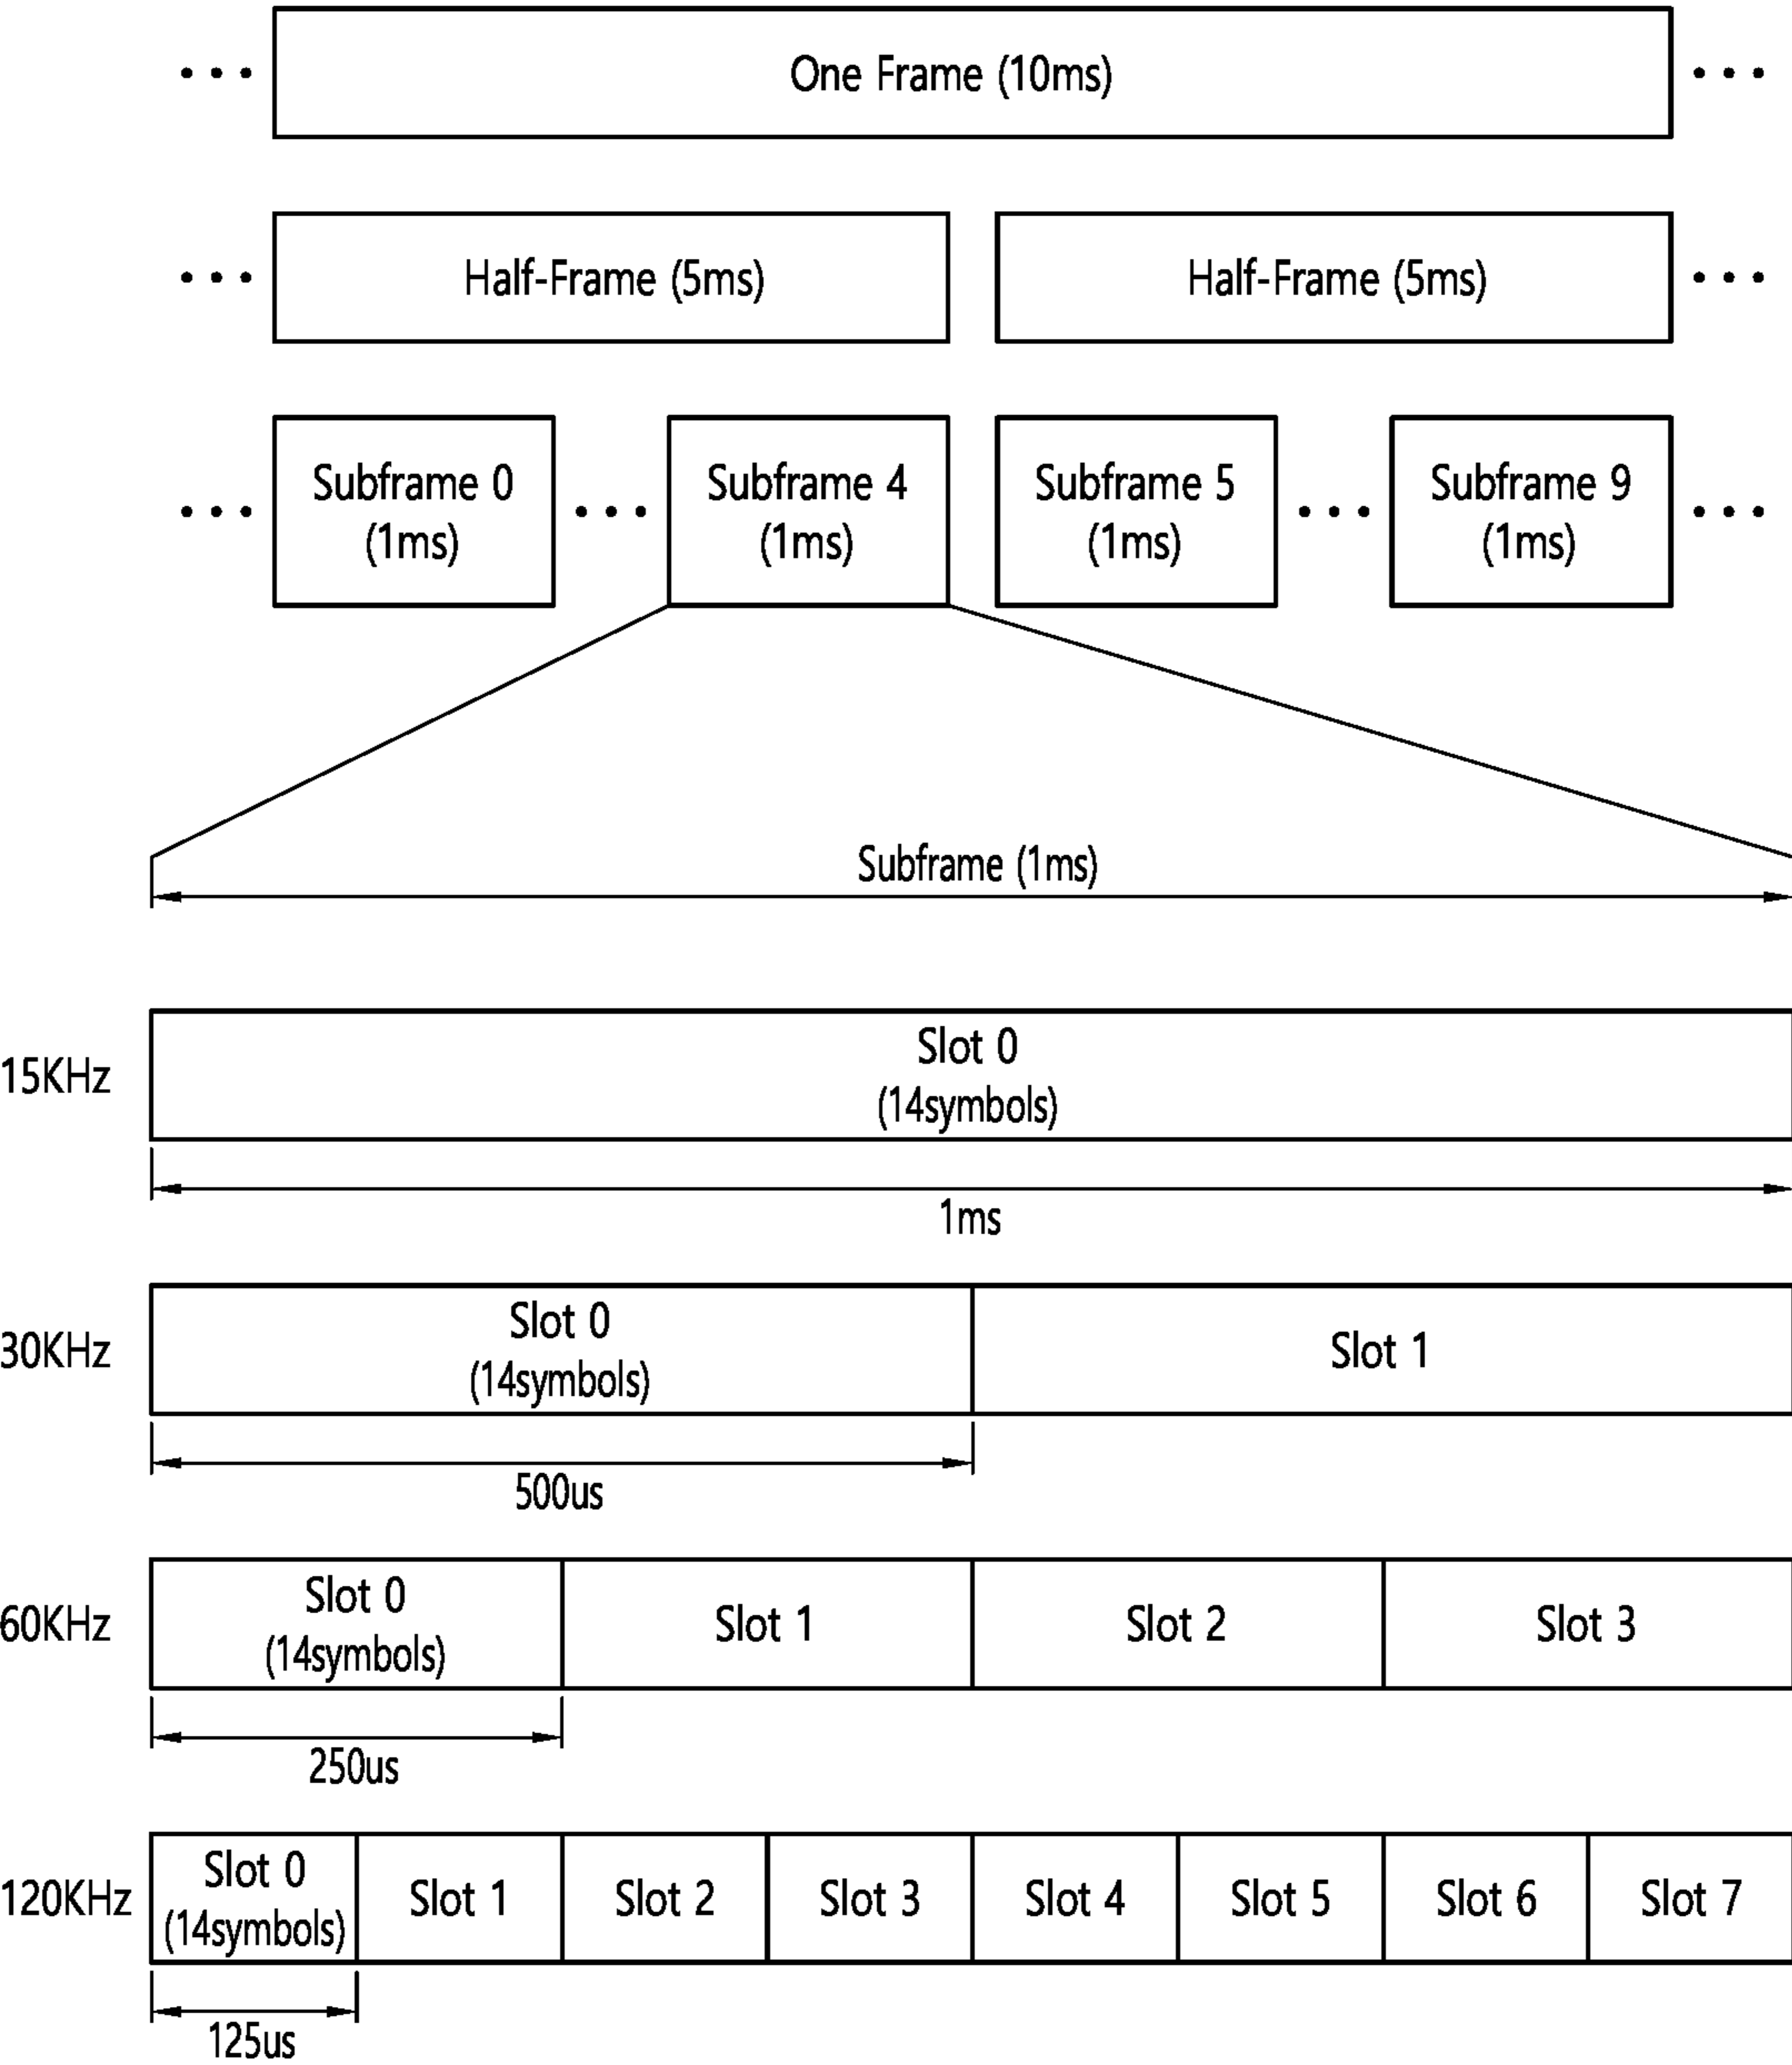 One Frame (10ms)
Half-Frame (5ms)
Half-Frame (5ms)
Subframe 0
(1ms)
Subframe 4
(1ms)
Subframe 5
(1ms)
Subframe 9
(1ms)
Subframe (1ms)
15KHz
Slot 0
(14symbols)
1ms
30KHz
Slot 0
(14symbols)
Slot 1
500us
60KHz
Slot 0
(14symbols)
Slot 1
Slot 2
Slot 3
250us
120KHz
Slot 0
(14symbols)
Slot 1
Slot 2
Slot 3
Slot 4
Slot 5
Slot 6
Slot 7
125us